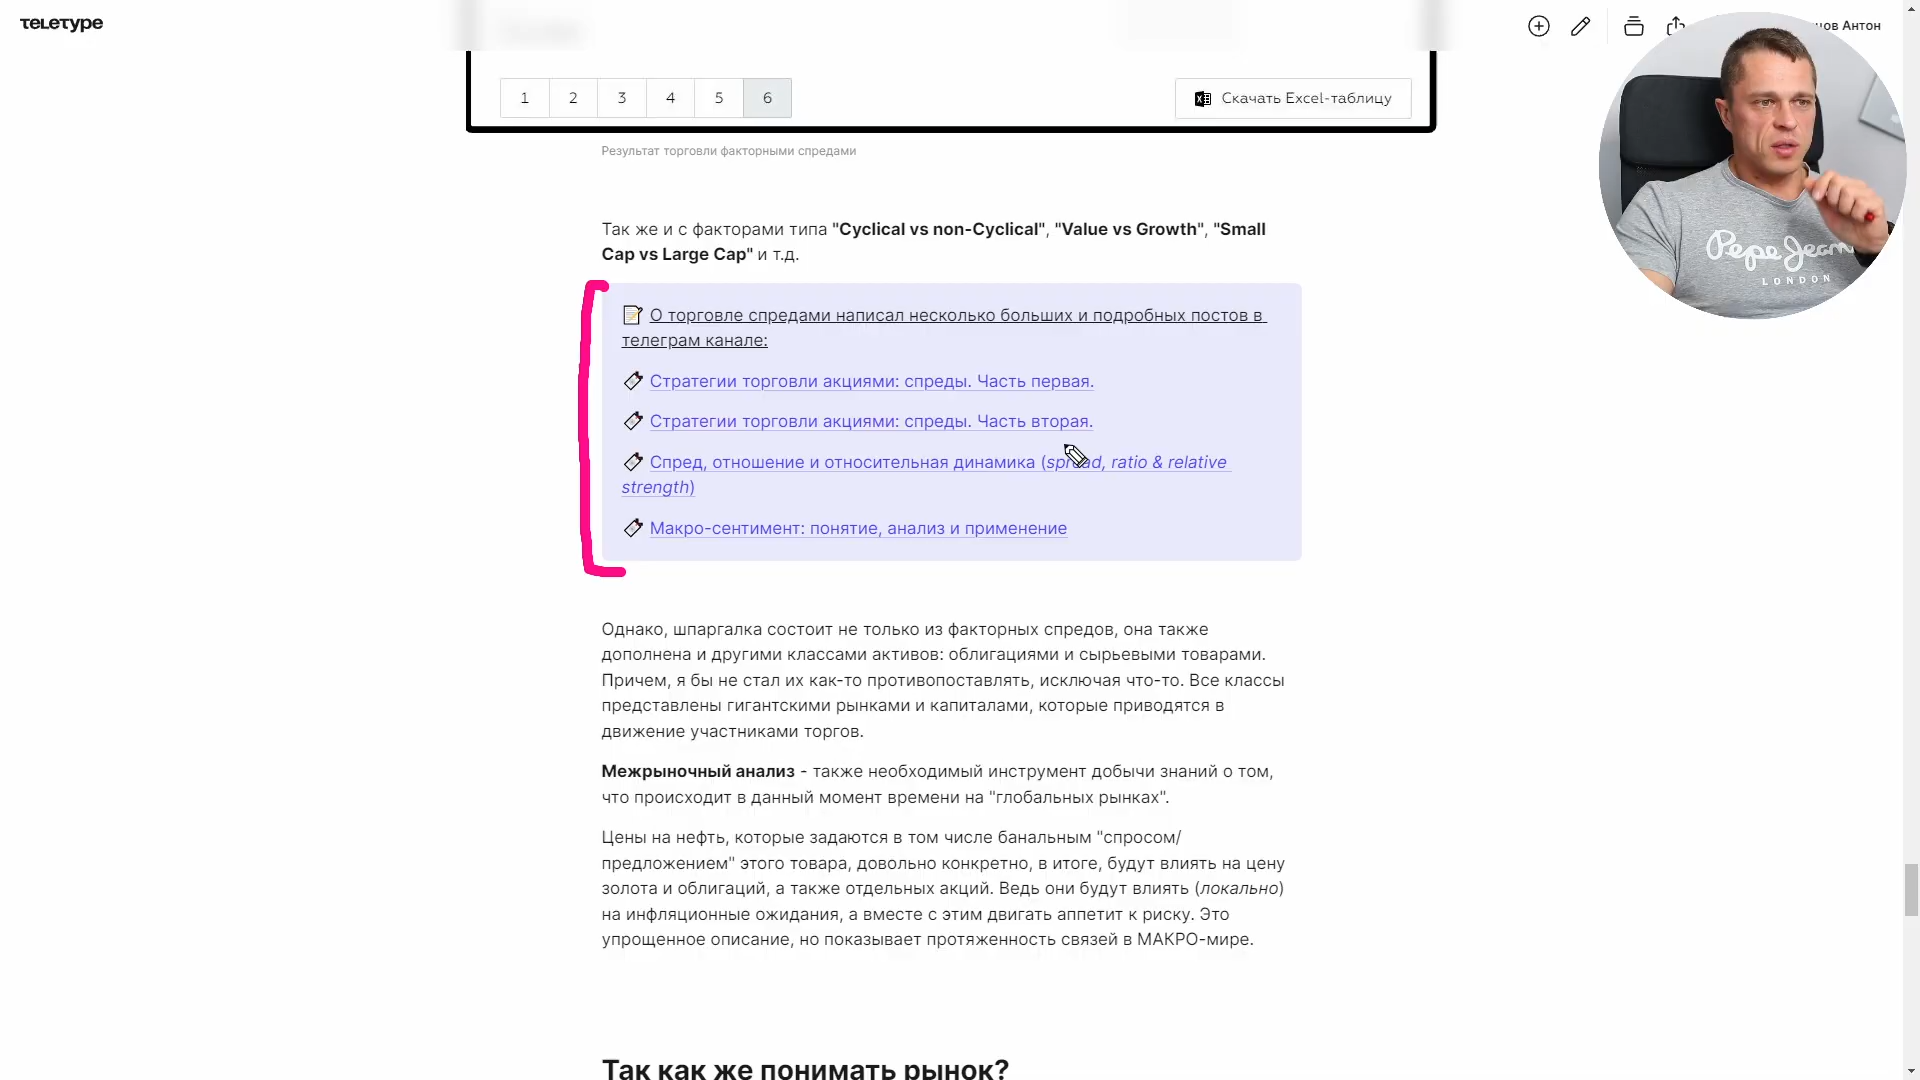 TELETYPE
цов Антон
1 2 3 4 5 6
Скачать Excel-таблицу
Результат торговли факторными спредами
Так же и с факторами типа "Cyclical vs non-Cyclical", "Value vs Growth", "Small
Cap vs Large Cap" и т.д.
О торговле спредами написал несколько больших и подробных постов в
телеграм канале:
Стратегии торговли акциями: спреды. Часть первая.
Стратегии торговли акциями: спреды. Часть вторая.
Спред, отношение и относительная динамика (spread, ratio & relative
strength)
Макро-сентимент: понятие, анализ и применение
Однако, шпаргалка состоит не только из факторных спредов, она также
дополнена и другими классами активов: облигациями и сырьевыми товарами.
Причем, я бы не стал их как-то противопоставлять, исключая что-то. Все классы
представлены гигантскими рынками и капиталами, которые приводятся в
движение участниками торгов.
Межрыночный анализ - также необходимый инструмент добычи знаний о том,
что происходит в данный момент времени на "глобальных рынках".
Цены на нефть, которые задаются в том числе банальным "спросом/
предложением" этого товара, довольно конкретно, в итоге, будут влиять на цену
золота и облигаций, а также отдельных акций. Ведь они будут влиять (локально)
на инфляционные ожидания, а вместе с этим двигать аппетит к риску. Это
упрощенное описание, но показывает протяженность связей в МАКРО-мире.
Так как же понимать рынок?
Pepe Jeans
LONDON